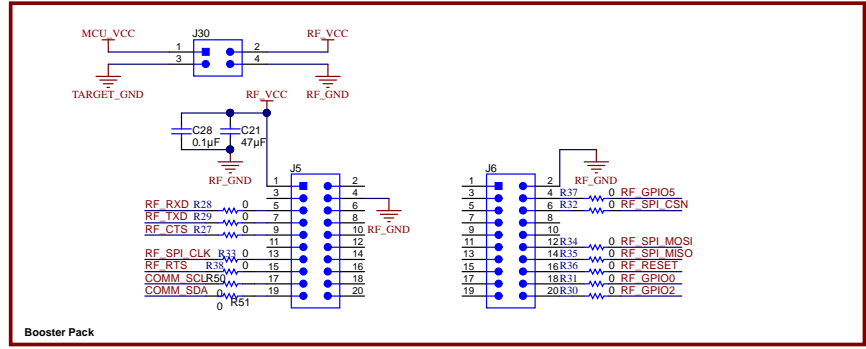 J30
MCU_VCC RF_VCC
1 2
3 4
TARGET_GND RF_GND
RF_VCC
C28 C21
0.1µF 47µF
RF_GND RF_GND
J5 J6
1 2 1 2
3 4 3 4 R37 0 RF_GPIO5
RF_RXD R28 0 5 6 5 6 R32 0 RF_SPI_CSN
RF_TXD R29 0 7 8 7 8
RF_CTS R27 0 9 10 RF_GND 9 10
11 12 11 12 R34 0 RF_SPI_MOSI
RF_SPI_CLK R33 0 13 14 13 14 R35 0 RF_SPI_MISO
RF_RTS R38 0 15 16 15 16 R36 0 RF_RESET
COMM_SCL R50 0 17 18 17 18 R31 0 RF_GPIO0
COMM_SDA 0 R51 19 20 19 20 R30 0 RF_GPIO2
Booster Pack